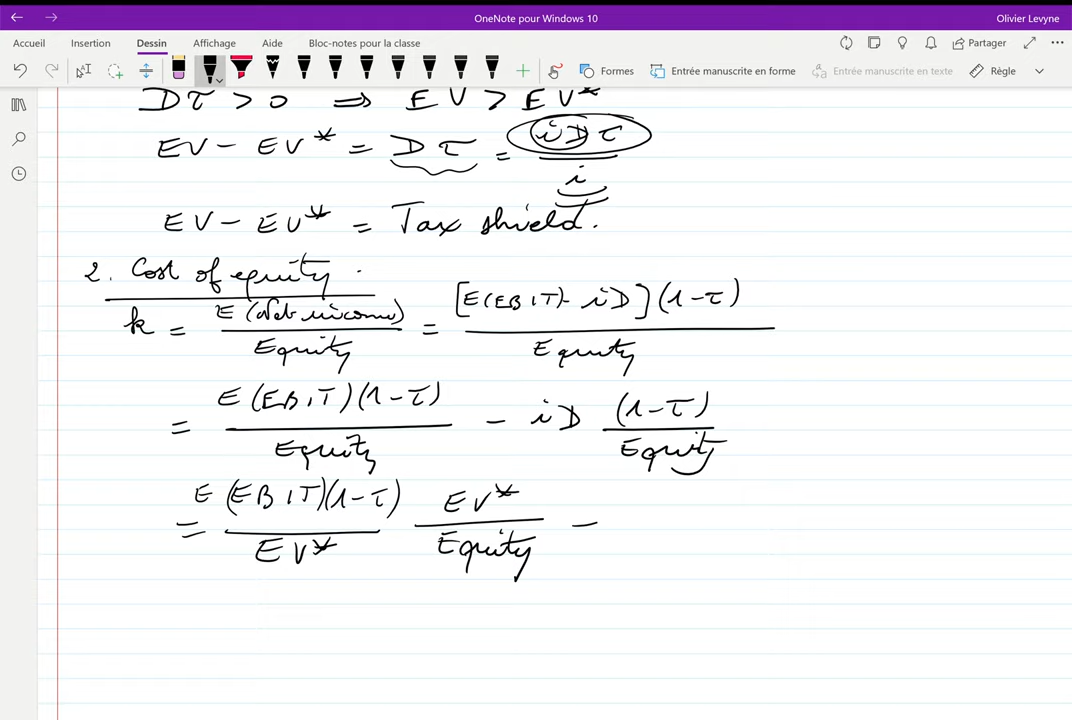 OneNote pour Windows 10
Olivier Levyne
Accueil Insertion Dessin Affichage Aide Bloc-notes pour la classe Partager
Formes Entrée manuscrite en forme Entrée manuscrite en texte Règle
Dτ > 0 ⇒ EV > EV*
EV - EV* = Dτ = iDτ / i
EV - EV* = Tax shield.
2. Cost of equity.
k = E(Net income) / Equity = [E(EBIT) - iD](1-τ) / Equity
= E(EBIT)(1-τ) / Equity - iD (1-τ) / Equity
= E(EBIT)(1-τ) / EV* EV* / Equity -